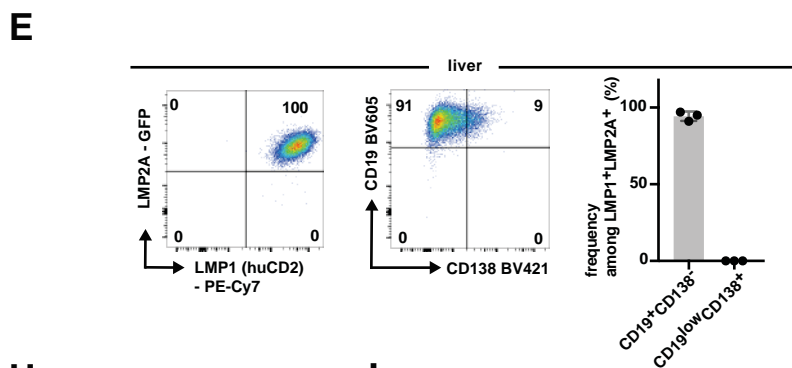 E
liver
LMP2A - GFP
0
100
0
0
LMP1 (huCD2)
- PE-Cy7
CD19 BV605
91
9
0
0
CD138 BV421
frequency
among LMP1⁺LMP2A⁺ (%)
100
50
0
CD19⁺CD138⁻
CD19ˡᵒʷCD138⁺